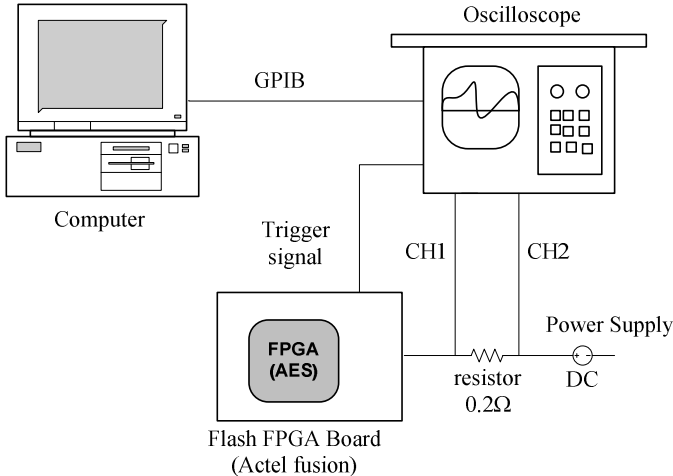 Oscilloscope
GPIB
Computer
Trigger
signal
CH1
CH2
Power Supply
FPGA
(AES)
resistor
0.2Ω
DC
Flash FPGA Board
(Actel fusion)